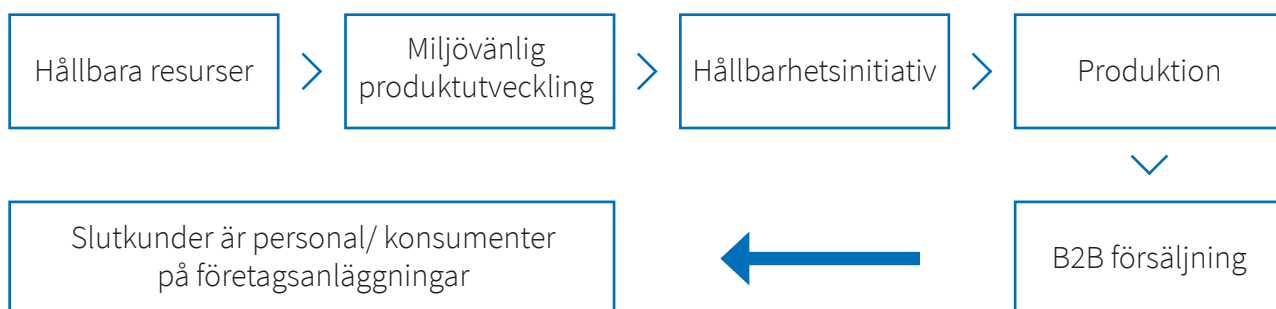 Hållbara resurser
Miljövänlig
produktutveckling
Hållbarhetsinitiativ
Produktion
B2B försäljning
Slutkunder är personal/ konsumenter
på företagsanläggningar